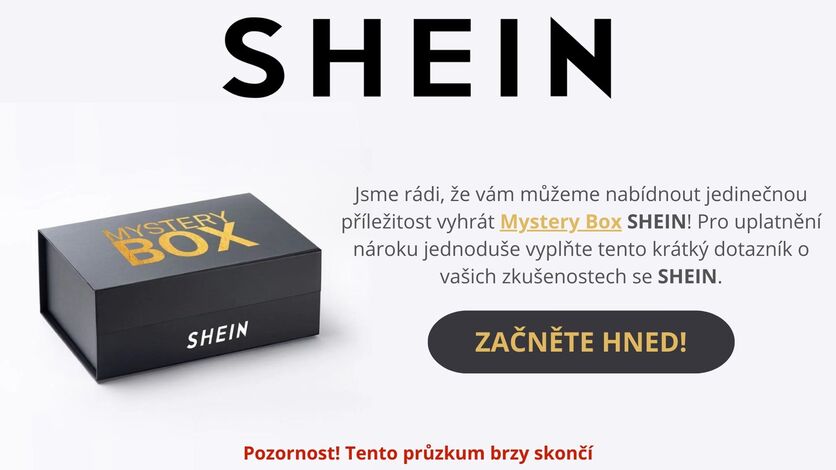 SHEIN
Jsme rádi, že vám můžeme nabídnout jedinečnou
příležitost vyhrát Mystery Box SHEIN! Pro uplatnění
nároku jednoduše vyplňte tento krátký dotazník o
vašich zkušenostech se SHEIN.
MYSTERY
BOX
SHEIN
ZAČNĚTE HNED!
Pozornost! Tento průzkum brzy skončí